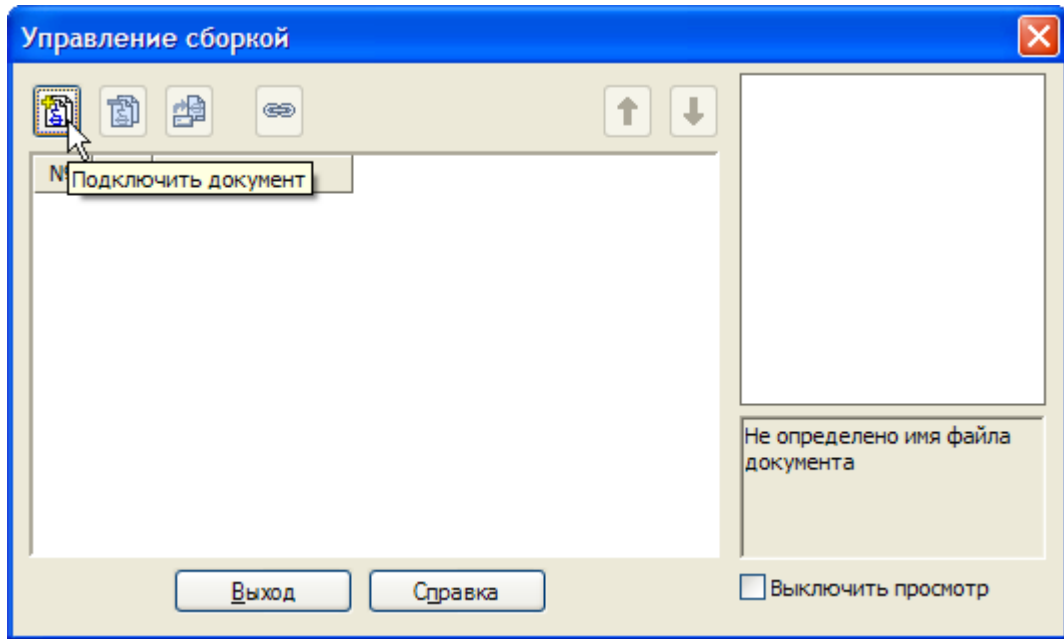 Управление сборкой
№
Подключить документ
Не определено имя файла
документа
Выход
Справка
Выключить просмотр